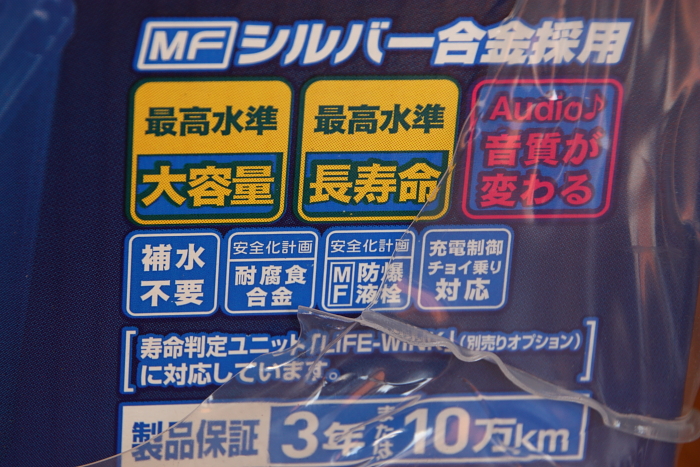 MF シルバー合金採用
最高水準
大容量
最高水準
長寿命
Audio♪
音質が
変わる
補水
不要
安全化計画
耐腐食
合金
安全化計画
MF 防爆
液栓
充電制御
チョイ乗り
対応
寿命判定ユニット「LIFE-WINK」(別売りオプション)
に対応しています。
製品保証 3年または10万km